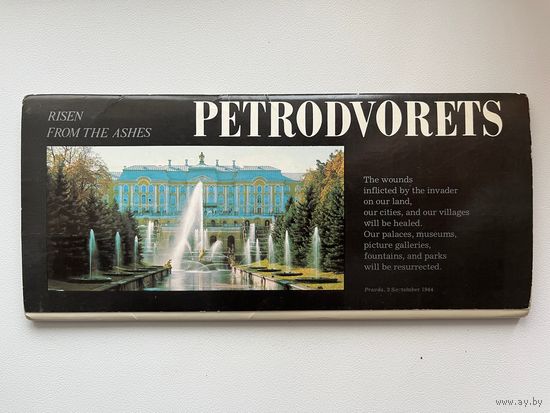 RISEN
FROM THE ASHES
PETRODVORETS
The wounds
inflicted by the invader
on our land,
our cities, and our villages
will be healed.
Our palaces, museums,
picture galleries,
fountains, and parks
will be resurrected.
Pravda, 3 September 1944
www.ay.by